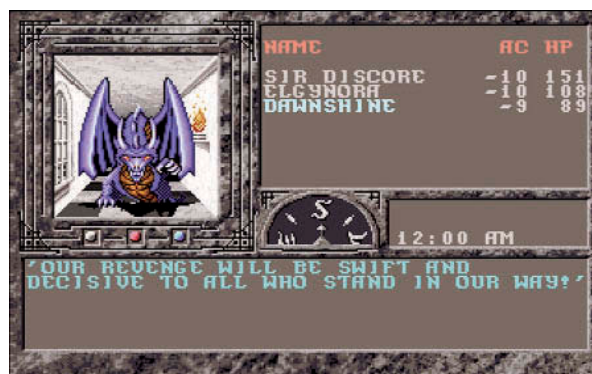 NAME AC HP
SIR DISCORE -10 151
ELGYNORA -10 108
DAWNSHINE -9 89
S
W E
12:00 AM
'OUR REVENGE WILL BE SWIFT AND
DECISIVE TO ALL WHO STAND IN OUR WAY!'